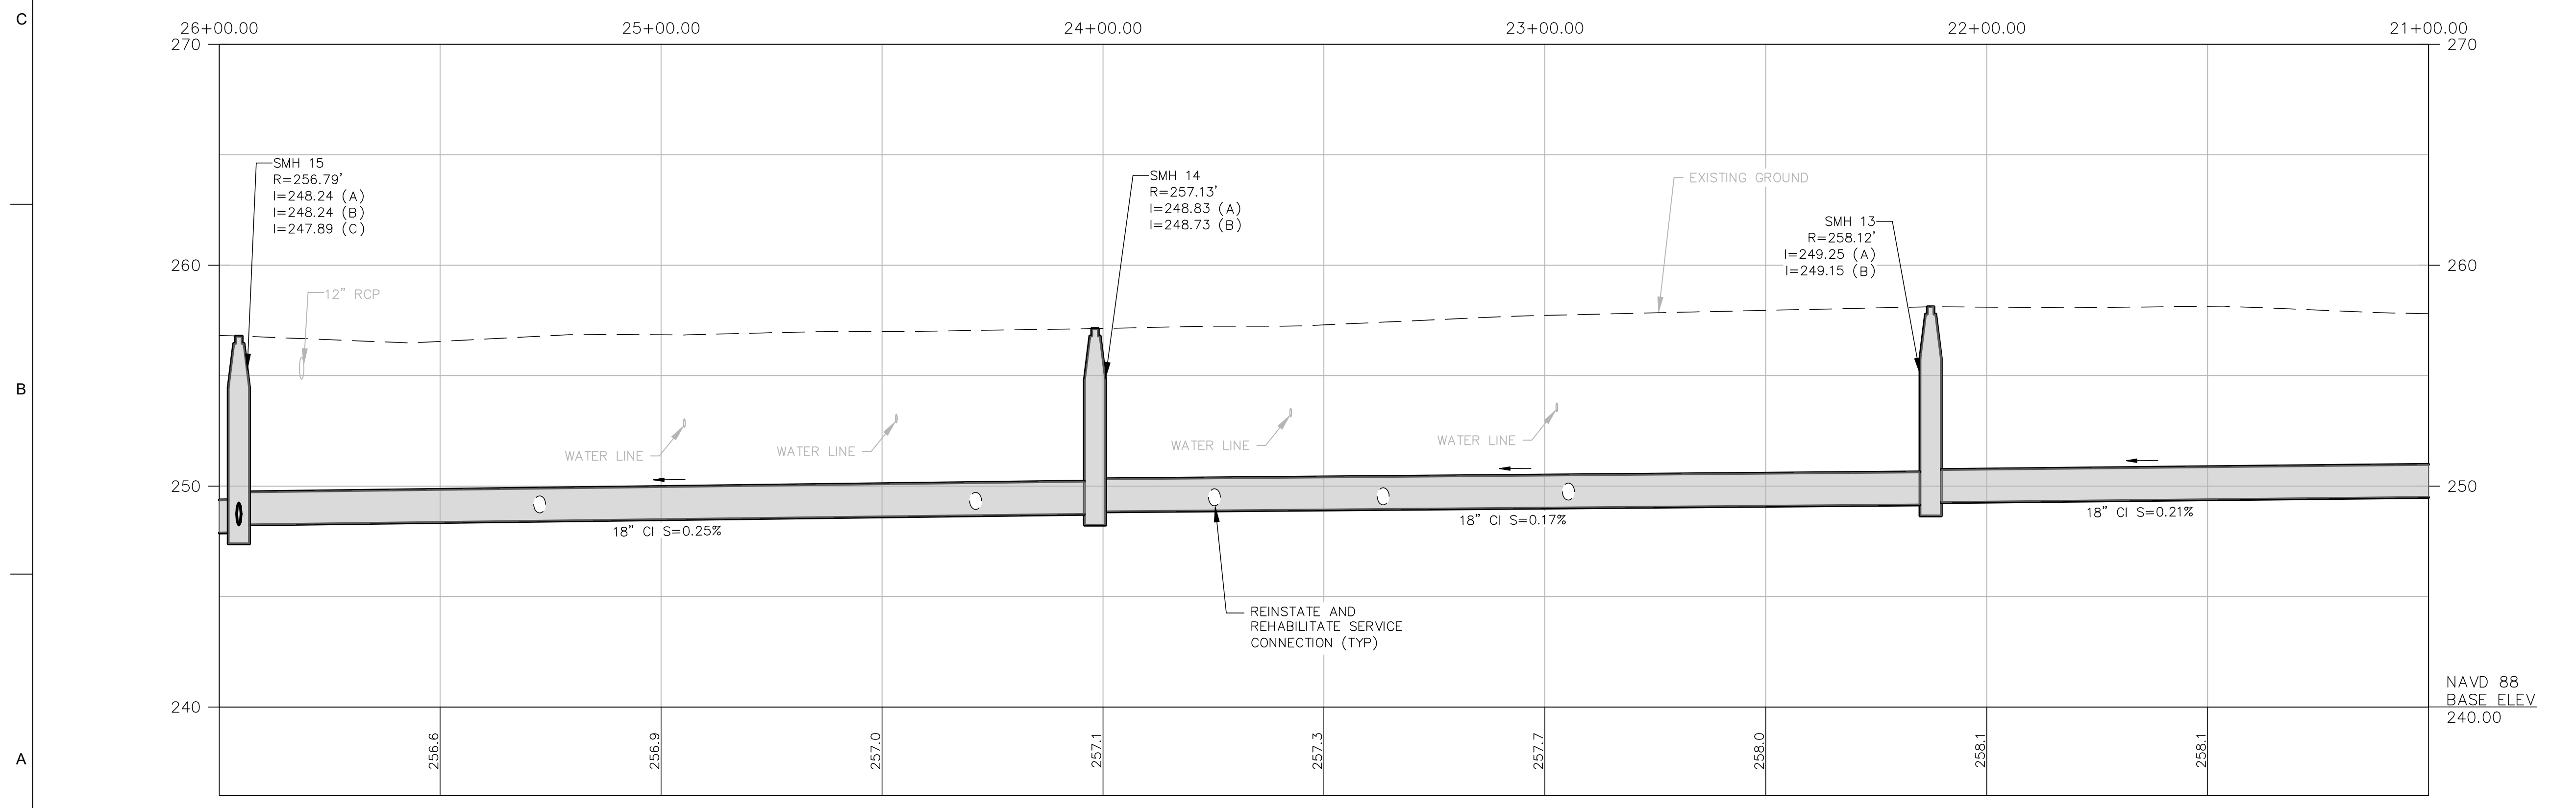 C
26+00.00 25+00.00 24+00.00 23+00.00 22+00.00 21+00.00
270 270
SMH 15
R=256.79'
I=248.24 (A)
I=248.24 (B)
I=247.89 (C)
SMH 14
R=257.13'
I=248.83 (A)
I=248.73 (B)
EXISTING GROUND
SMH 13
R=258.12'
I=249.25 (A)
I=249.15 (B)
260 260
12" RCP
B
WATER LINE
WATER LINE
WATER LINE
WATER LINE
250 250
18" CI S=0.25%
18" CI S=0.17%
18" CI S=0.21%
REINSTATE AND
REHABILITATE SERVICE
CONNECTION (TYP)
240
NAVD 88
BASE ELEV
240.00
A
256.6
256.9
257.0
257.1
257.3
257.7
258.0
258.1
258.1